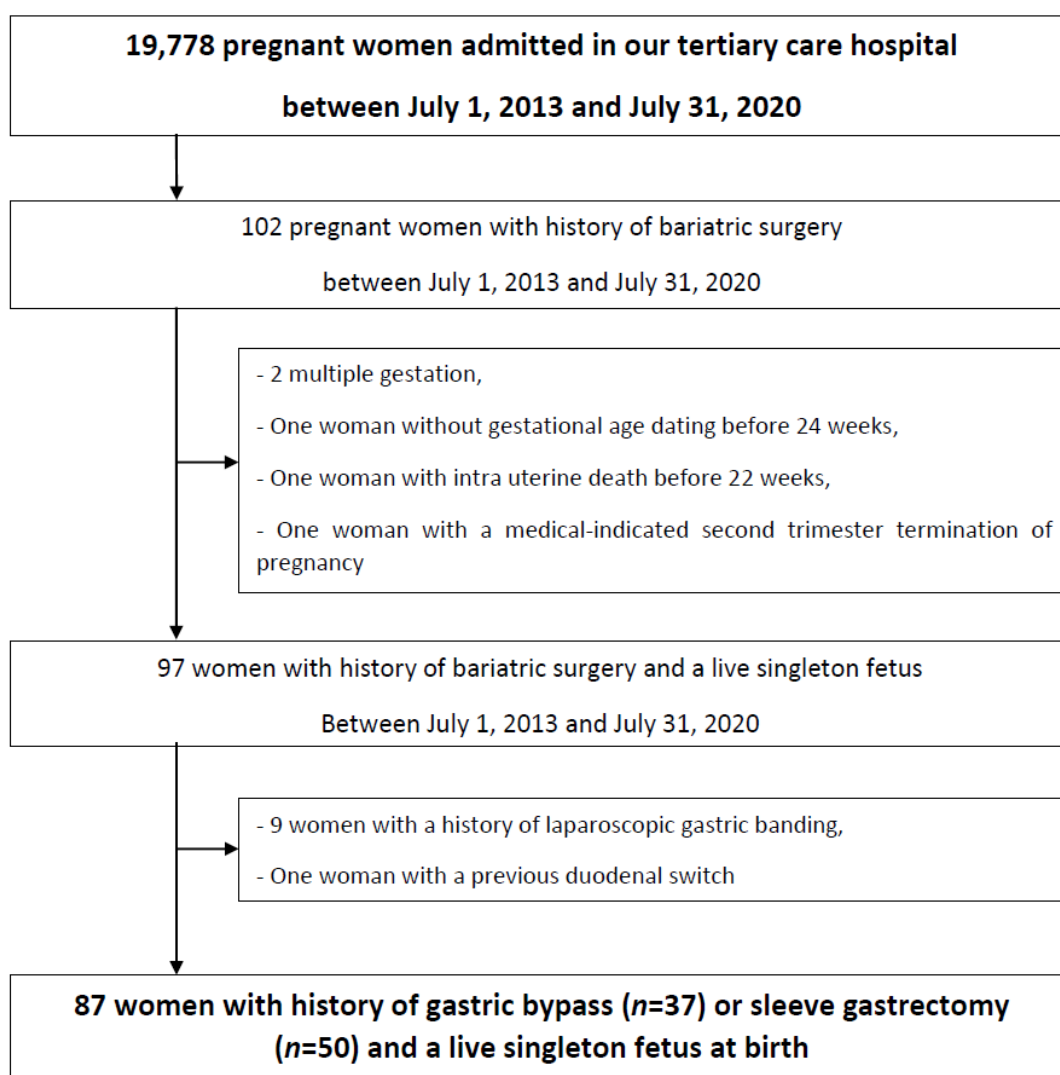 19,778 pregnant women admitted in our tertiary care hospital
between July 1, 2013 and July 31, 2020
102 pregnant women with history of bariatric surgery
between July 1, 2013 and July 31, 2020
- 2 multiple gestation,
- One woman without gestational age dating before 24 weeks,
- One woman with intra uterine death before 22 weeks,
- One woman with a medical-indicated second trimester termination of
pregnancy
97 women with history of bariatric surgery and a live singleton fetus
Between July 1, 2013 and July 31, 2020
- 9 women with a history of laparoscopic gastric banding,
- One woman with a previous duodenal switch
87 women with history of gastric bypass (n=37) or sleeve gastrectomy
(n=50) and a live singleton fetus at birth